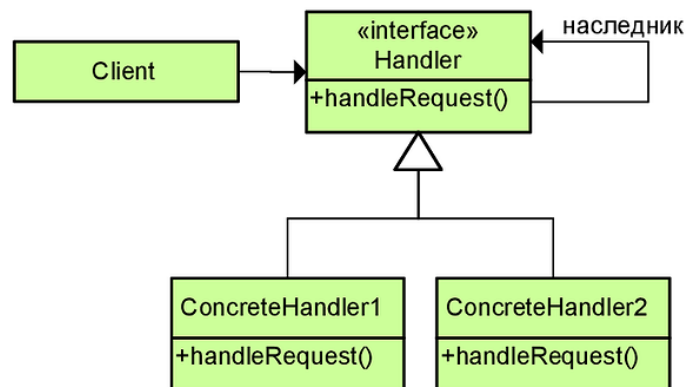 Client
«interface»
Handler
+handleRequest()
наследник
ConcreteHandler1
+handleRequest()
ConcreteHandler2
+handleRequest()